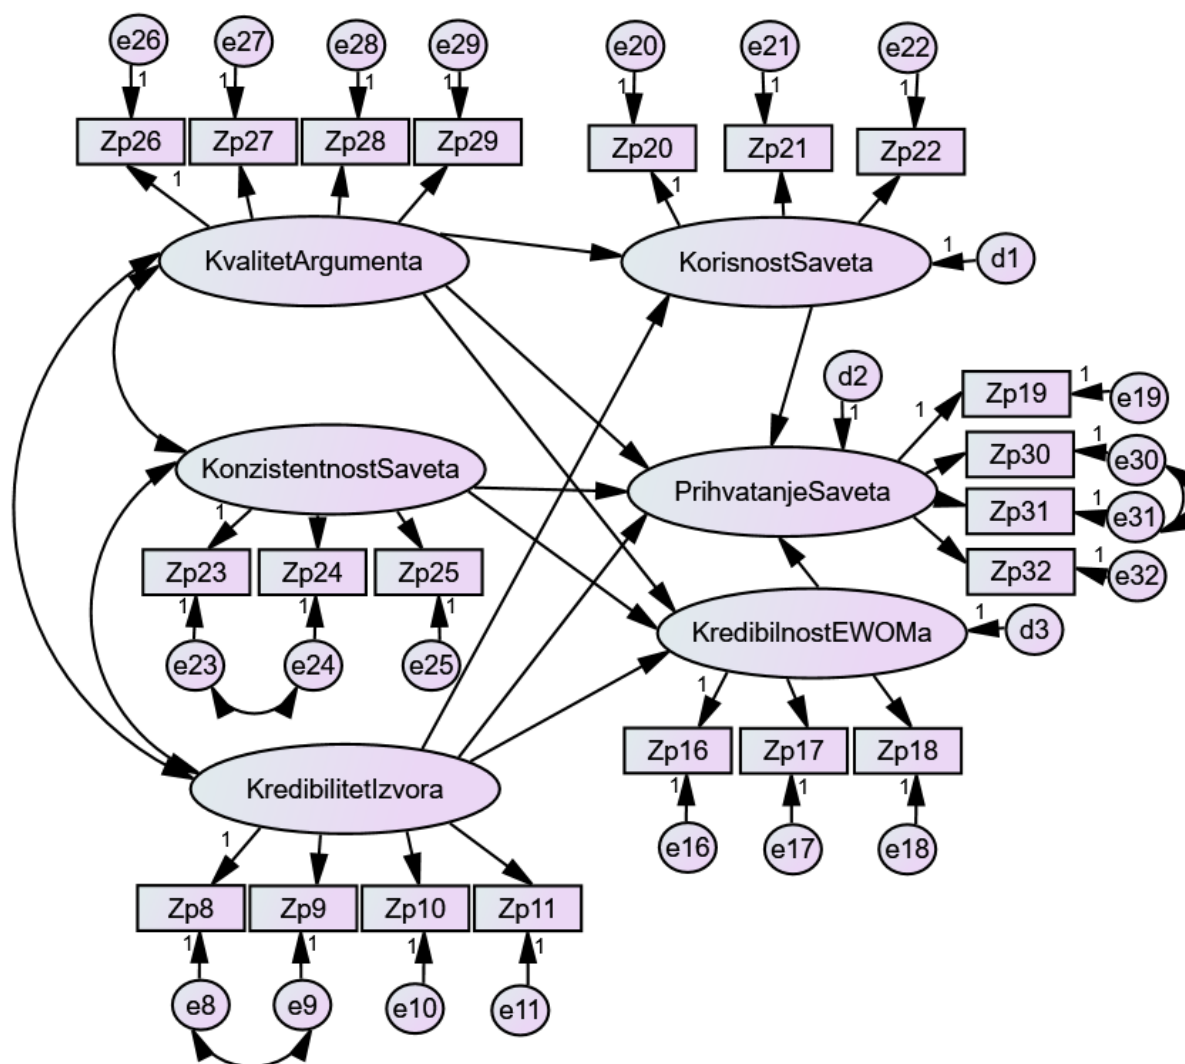 e26 e27 e28 e29 e20 e21 e22
1 1 1 1 1 1 1
Zp26 Zp27 Zp28 Zp29 Zp20 Zp21 Zp22
1 1
KvalitetArgumenta KorisnostSaveta 1 d1
d2
1
1 Zp19 1 e19
KonzistentnostSaveta PrihvatanjeSaveta Zp30 1 e30
1 Zp31 1 e31
Zp23 Zp24 Zp25 Zp32 1 e32
1 1 1
e23 e24 e25 KredibilnostEWOMa 1 d3
1
Zp16 Zp17 Zp18
KredibilitetIzvora 1 1 1
1 e16 e17 e18
Zp8 Zp9 Zp10 Zp11
1 1 1 1
e8 e9 e10 e11